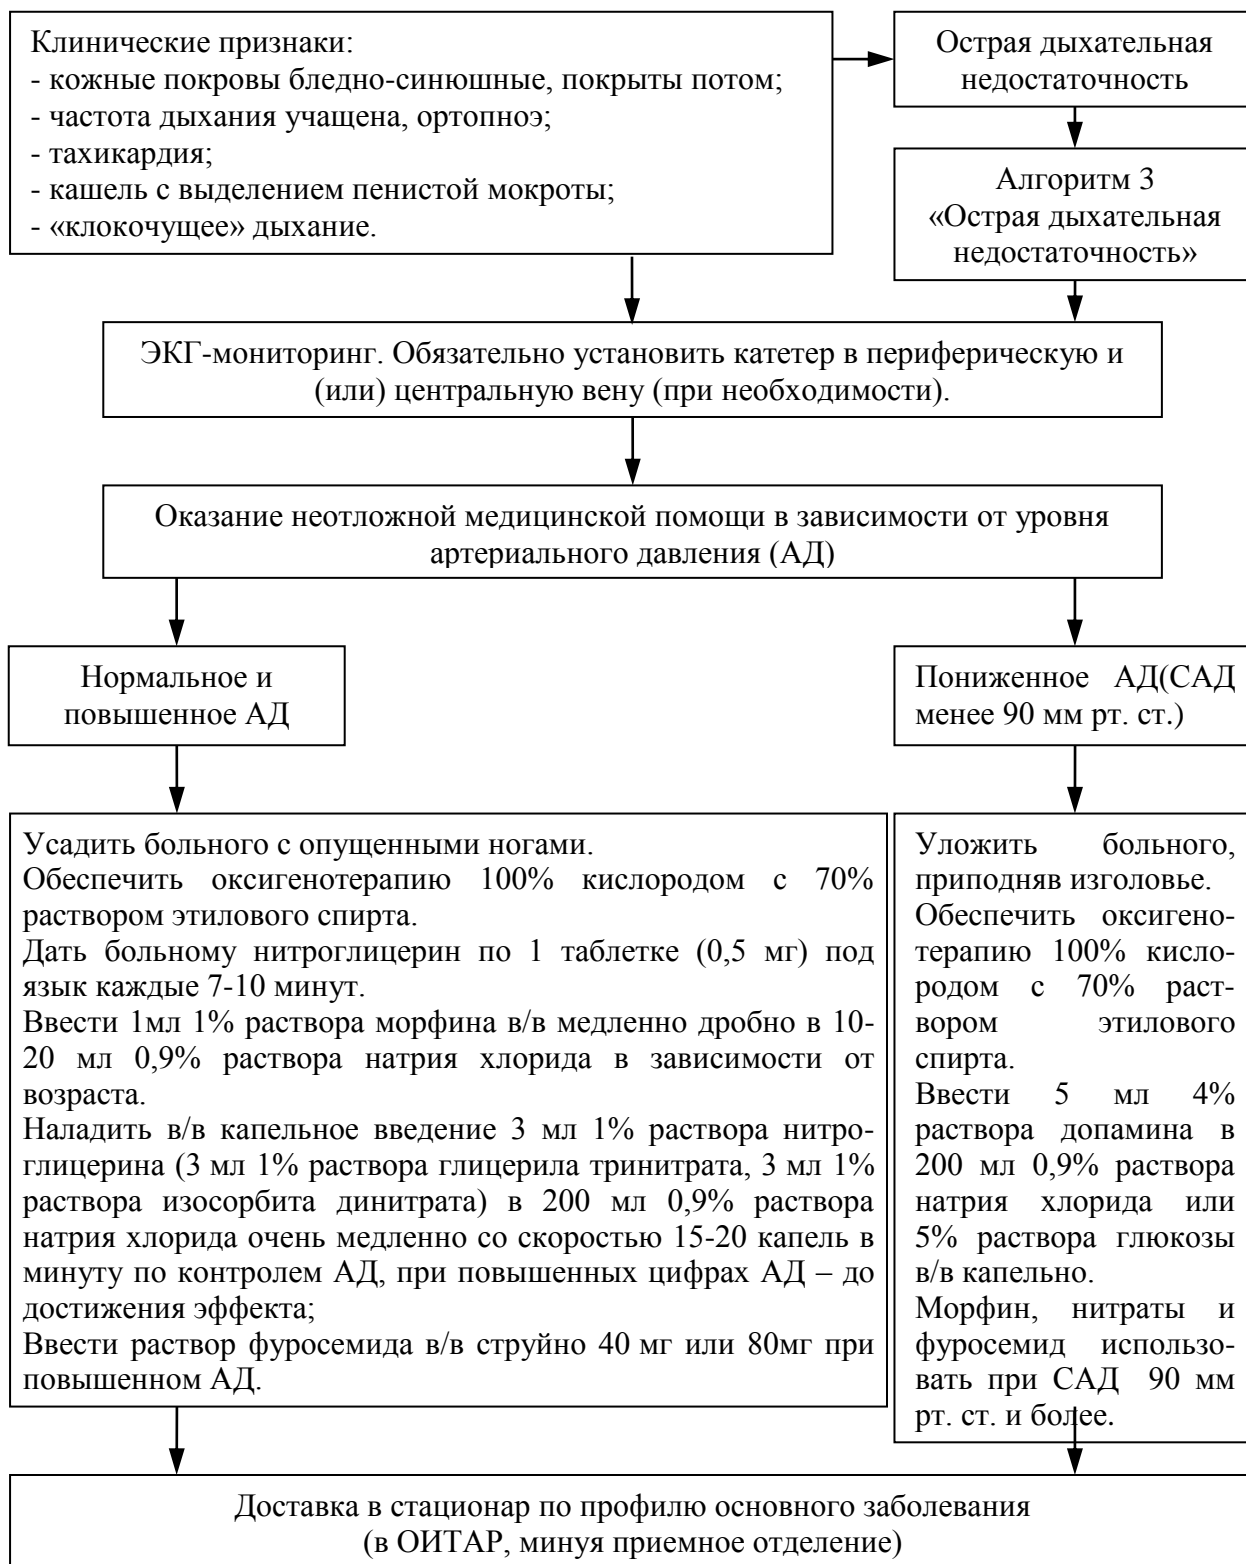 Клинические признаки:
- кожные покровы бледно-синюшные, покрыты потом;
- частота дыхания учащена, ортопноэ;
- тахикардия;
- кашель с выделением пенистой мокроты;
- «клокочущее» дыхание.
Острая дыхательная
недостаточность
Алгоритм 3
«Острая дыхательная
недостаточность»
ЭКГ-мониторинг. Обязательно установить катетер в периферическую и
(или) центральную вену (при необходимости).
Оказание неотложной медицинской помощи в зависимости от уровня
артериального давления (АД)
Нормальное и
повышенное АД
Пониженное АД(САД
менее 90 мм рт. ст.)
Усадить больного с опущенными ногами.
Обеспечить оксигенотерапию 100% кислородом с 70%
раствором этилового спирта.
Дать больному нитроглицерин по 1 таблетке (0,5 мг) под
язык каждые 7-10 минут.
Ввести 1мл 1% раствора морфина в/в медленно дробно в 10-
20 мл 0,9% раствора натрия хлорида в зависимости от
возраста.
Наладить в/в капельное введение 3 мл 1% раствора нитро-
глицерина (3 мл 1% раствора глицерила тринитрата, 3 мл 1%
раствора изосорбита динитрата) в 200 мл 0,9% раствора
натрия хлорида очень медленно со скоростью 15-20 капель в
минуту по контролем АД, при повышенных цифрах АД – до
достижения эффекта;
Ввести раствор фуросемида в/в струйно 40 мг или 80мг при
повышенном АД.
Уложить больного,
приподняв изголовье.
Обеспечить оксигено-
терапию 100% кисло-
родом с 70% раст-
вором этилового
спирта.
Ввести 5 мл 4%
раствора допамина в
200 мл 0,9% раствора
натрия хлорида или
5% раствора глюкозы
в/в капельно.
Морфин, нитраты и
фуросемид использо-
вать при САД 90 мм
рт. ст. и более.
Доставка в стационар по профилю основного заболевания
(в ОИТАР, минуя приемное отделение)